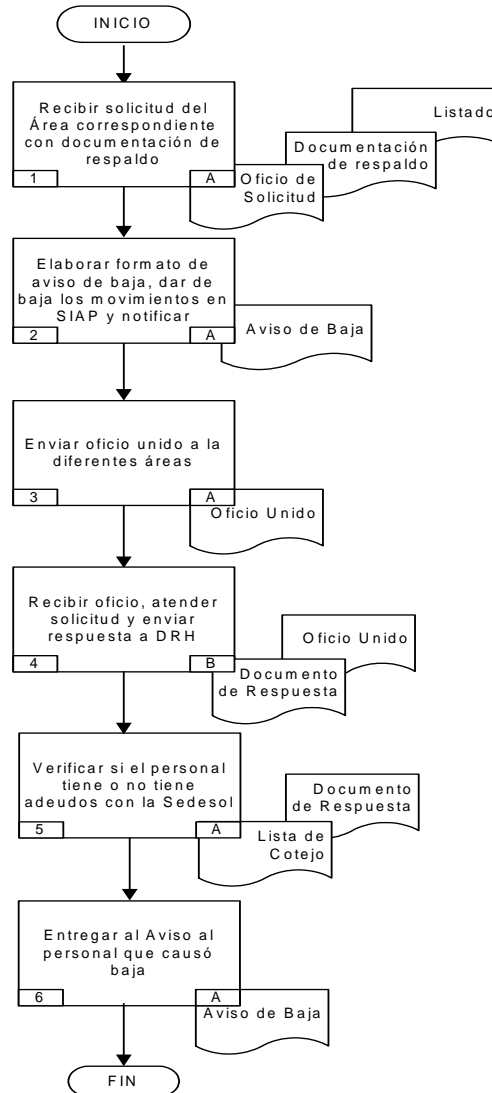 INICIO
Recibir solicitud del
Área correspondiente
con documentación de
respaldo
1
A
Oficio de
Solicitud
Documentación
de respaldo
Listado
Elaborar formato de
aviso de baja, dar de
baja los movimientos en
SIAP y notificar
2
A
Aviso de Baja
Enviar oficio unido a la
diferentes áreas
3
A
Oficio Unido
Recibir oficio, atender
solicitud y enviar
respuesta a DRH
4
B
Documento
de Respuesta
Oficio Unido
Verificar si el personal
tiene o no tiene
adeudos con la Sedesol
5
A
Lista de
Cotejo
Documento
de Respuesta
Entregar al Aviso al
personal que causó
baja
6
A
Aviso de Baja
FIN